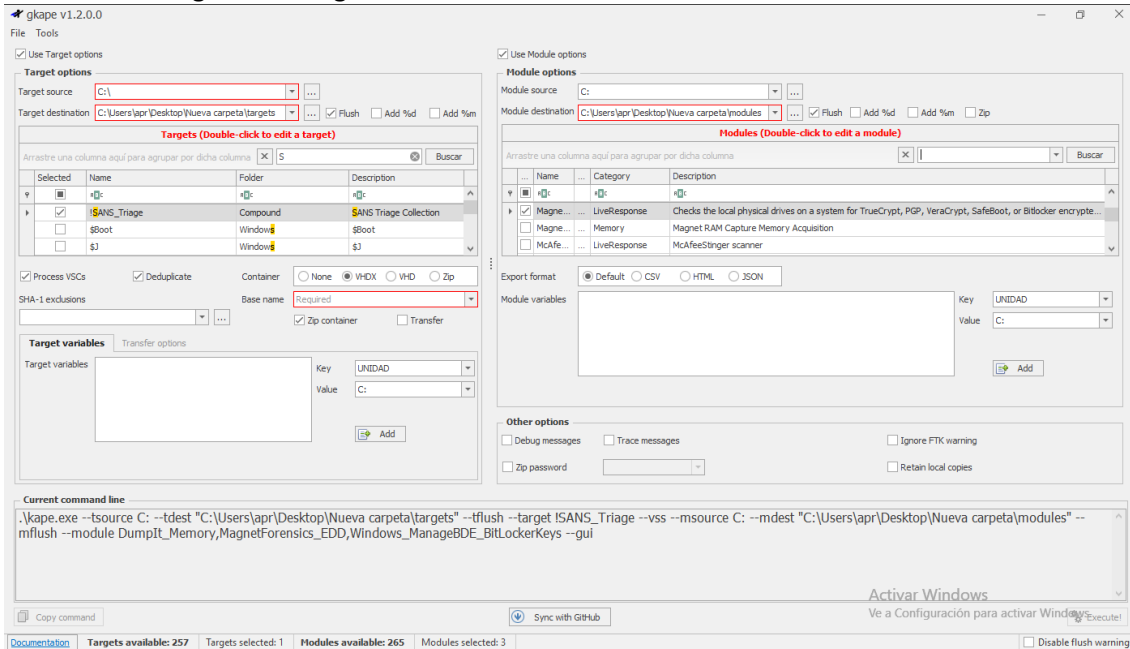 gkape v1.2.0.0
File Tools
Use Target options
Target options
Target source C:\ ...
Target destination C:\Users\apr\Desktop\Nueva carpeta\targets ... Flush Add %d Add %m
Targets (Double-click to edit a target)
Arrastre una columna aquí para agrupar por dicha columna S Buscar
Selected Name Folder Description
!SANS_Triage Compound SANS Triage Collection
$Boot Windows $Boot
$J Windows $J
Process VSCs Deduplicate Container None VHDX VHD Zip
SHA-1 exclusions Base name Required
... Zip container Transfer
Target variables Transfer options
Target variables Key UNIDAD
Value C:
Add
Use Module options
Module options
Module source C: ...
Module destination C:\Users\apr\Desktop\Nueva carpeta\modules ... Flush Add %d Add %m Zip
Modules (Double-click to edit a module)
Arrastre una columna aquí para agrupar por dicha columna Buscar
... Name ... Category Description
Magne... ... LiveResponse Checks the local physical drives on a system for TrueCrypt, PGP, VeraCrypt, SafeBoot, or Bitlocker encrypte...
Magne... ... Memory Magnet RAM Capture Memory Acquisition
McAfe... ... LiveResponse McAfeeStinger scanner
Export format Default CSV HTML JSON
Module variables Key UNIDAD
Value C:
Add
Other options
Debug messages Trace messages Ignore FTK warning
Zip password Retain local copies
Current command line
.\kape.exe --tsource C: --tdest "C:\Users\apr\Desktop\Nueva carpeta\targets" --tflush --target !SANS_Triage --vss --msource C: --mdest "C:\Users\apr\Desktop\Nueva carpeta\modules" --
mflush --module DumpIt_Memory,MagnetForensics_EDD,Windows_ManageBDE_BitLockerKeys --gui
Activar Windows
Ve a Configuración para activar Windows.
Copy command Sync with GitHub Execute!
Documentation Targets available: 257 Targets selected: 1 Modules available: 265 Modules selected: 3 Disable flush warning